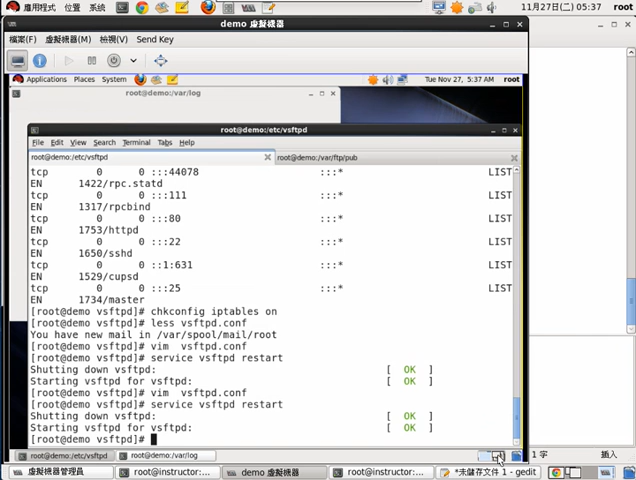 應用程式 位置 系統 11月27日(二) 05:37 root
demo 虛擬機器
檔案(F) 虛擬機器(M) 檢視(V) Send Key
Applications Places System Tue Nov 27, 5:37 AM root
root@demo:/var/log
root@demo:/etc/vsftpd
File Edit View Search Terminal Tabs Help
root@demo:/etc/vsftpd root@demo:/var/ftp/pub
tcp 0 0 :::44078 :::* LIST
EN 1422/rpc.statd
tcp 0 0 :::111 :::* LIST
EN 1317/rpcbind
tcp 0 0 :::80 :::* LIST
EN 1753/httpd
tcp 0 0 :::22 :::* LIST
EN 1650/sshd
tcp 0 0 ::1:631 :::* LIST
EN 1529/cupsd
tcp 0 0 :::25 :::* LIST
EN 1734/master
[root@demo vsftpd]# chkconfig iptables on
[root@demo vsftpd]# less vsftpd.conf
You have new mail in /var/spool/mail/root
[root@demo vsftpd]# vim vsftpd.conf
[root@demo vsftpd]# service vsftpd restart
Shutting down vsftpd: [ OK ]
Starting vsftpd for vsftpd: [ OK ]
[root@demo vsftpd]# vim vsftpd.conf
[root@demo vsftpd]# service vsftpd restart
Shutting down vsftpd: [ OK ]
Starting vsftpd for vsftpd: [ OK ]
[root@demo vsftpd]#
root@demo:/etc/vsftpd root@demo:/var/log
1 字 插入
虛擬機器管理員 root@instructor:... demo 虛擬機器 root@instructor:... *未儲存文件 1 - gedit